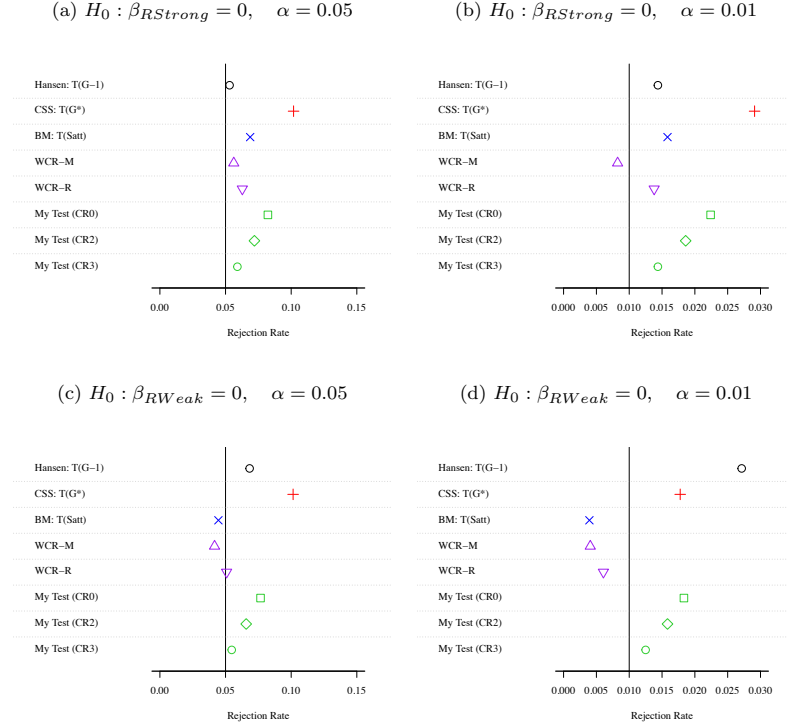 (a) H₀ : β_RStrong = 0, α = 0.05
Hansen: T(G−1)
CSS: T(G*)
BM: T(Satt)
WCR−M
WCR−R
My Test (CR0)
My Test (CR2)
My Test (CR3)
0.00 0.05 0.10 0.15
Rejection Rate
(b) H₀ : β_RStrong = 0, α = 0.01
Hansen: T(G−1)
CSS: T(G*)
BM: T(Satt)
WCR−M
WCR−R
My Test (CR0)
My Test (CR2)
My Test (CR3)
0.000 0.005 0.010 0.015 0.020 0.025 0.030
Rejection Rate
(c) H₀ : β_RWeak = 0, α = 0.05
Hansen: T(G−1)
CSS: T(G*)
BM: T(Satt)
WCR−M
WCR−R
My Test (CR0)
My Test (CR2)
My Test (CR3)
0.00 0.05 0.10 0.15
Rejection Rate
(d) H₀ : β_RWeak = 0, α = 0.01
Hansen: T(G−1)
CSS: T(G*)
BM: T(Satt)
WCR−M
WCR−R
My Test (CR0)
My Test (CR2)
My Test (CR3)
0.000 0.005 0.010 0.015 0.020 0.025 0.030
Rejection Rate